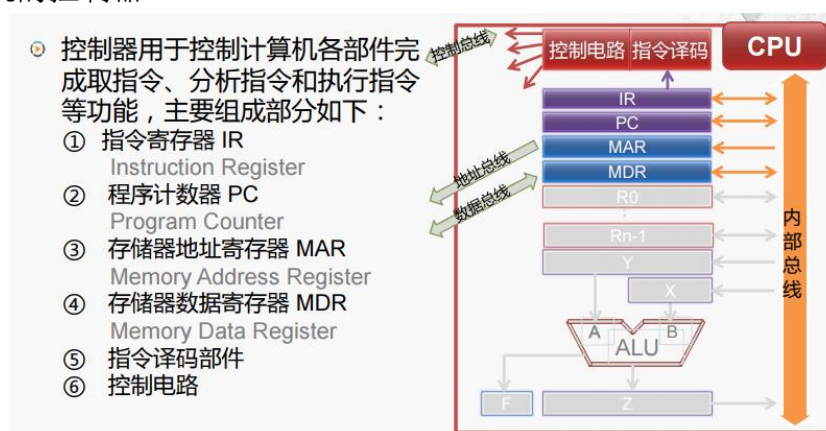 控制器用于控制计算机各部件完
成取指令、分析指令和执行指令
等功能，主要组成部分如下：
① 指令寄存器 IR
Instruction Register
② 程序计数器 PC
Program Counter
③ 存储器地址寄存器 MAR
Memory Address Register
④ 存储器数据寄存器 MDR
Memory Data Register
⑤ 指令译码部件
⑥ 控制电路
控制总线
控制电路 指令译码
CPU
IR
PC
MAR
地址总线
MDR
数据总线
R0
Rn-1
Y
X
内部总线
A
B
ALU
F
Z